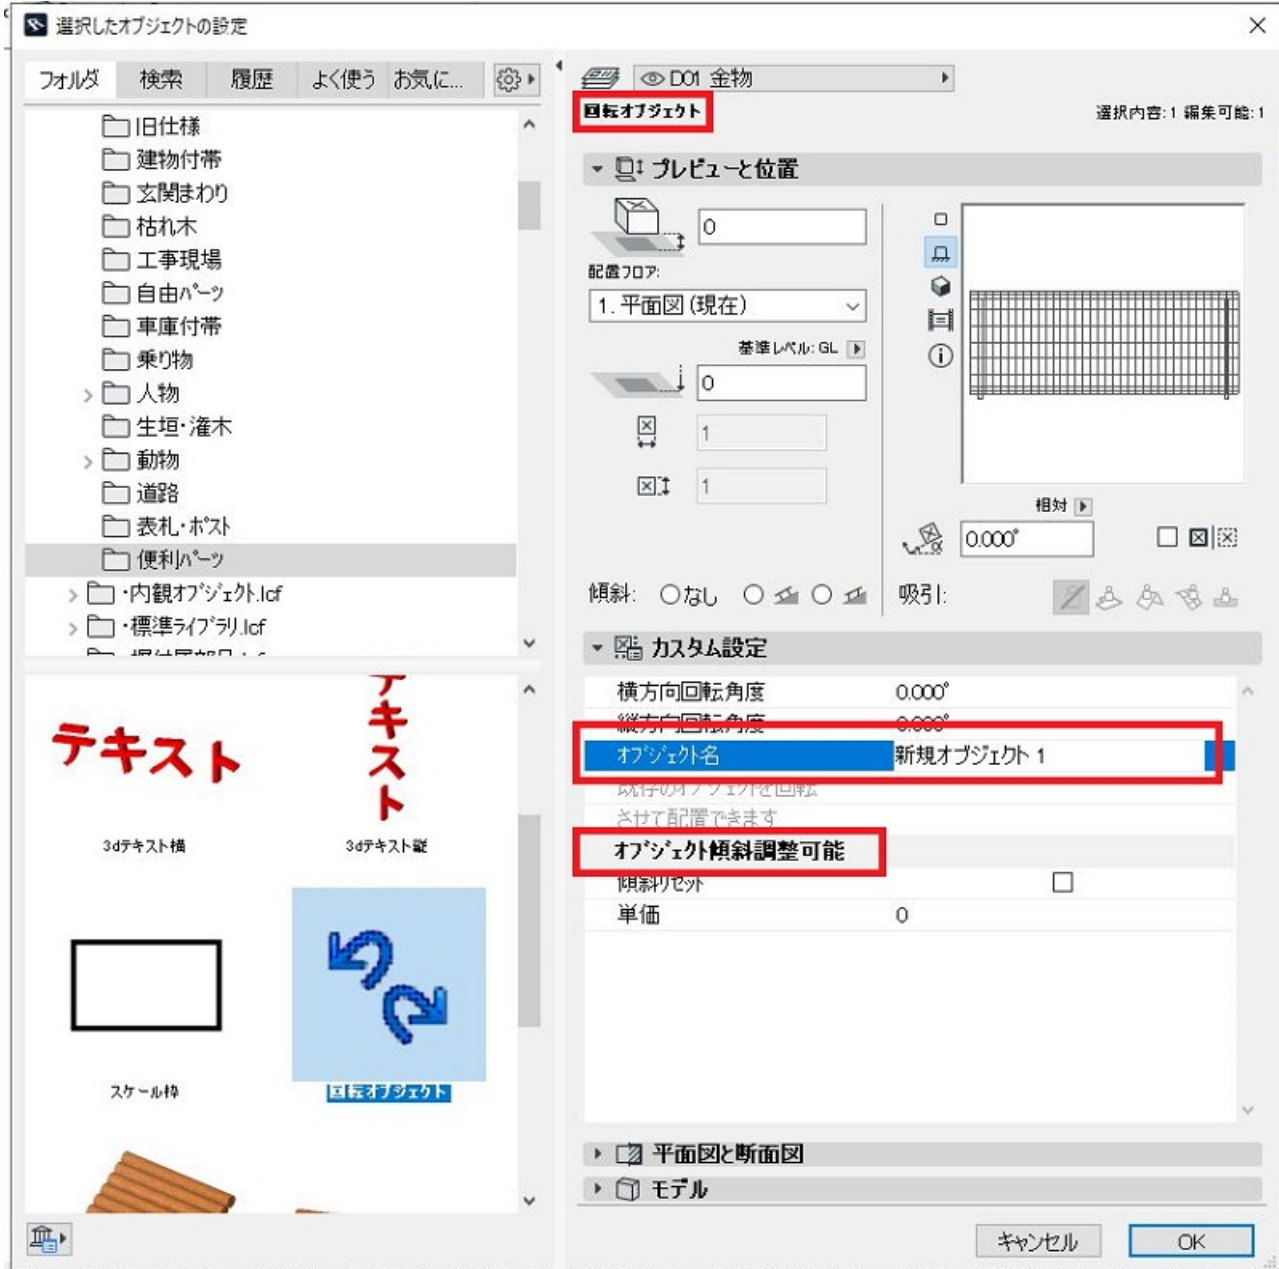 選択したオブジェクトの設定
フォルダ 検索 履歴 よく使う お気に...
旧仕様
建物付帯
玄関まわり
枯れ木
工事現場
自由パーツ
車庫付帯
乗り物
人物
生垣・潅木
動物
道路
表札・ポスト
便利パーツ
・内観オブジェクト.lcf
・標準ライブラリ.lcf
テキスト
テキスト
3dテキスト横
3dテキスト縦
スケール枠
回転オブジェクト
D01 金物
回転オブジェクト
選択内容:1 編集可能:1
プレビューと位置
0
配置フロア:
1. 平面図 (現在)
基準レベル: GL
0
1
1
相対
0.000°
傾斜: なし
吸引:
カスタム設定
横方向回転角度 0.000°
縦方向回転角度 0.000°
オブジェクト名 新規オブジェクト 1
既存のオブジェクトを回転
させて配置できます
オブジェクト傾斜調整可能
傾斜リセット
単価 0
平面図と断面図
モデル
キャンセル OK